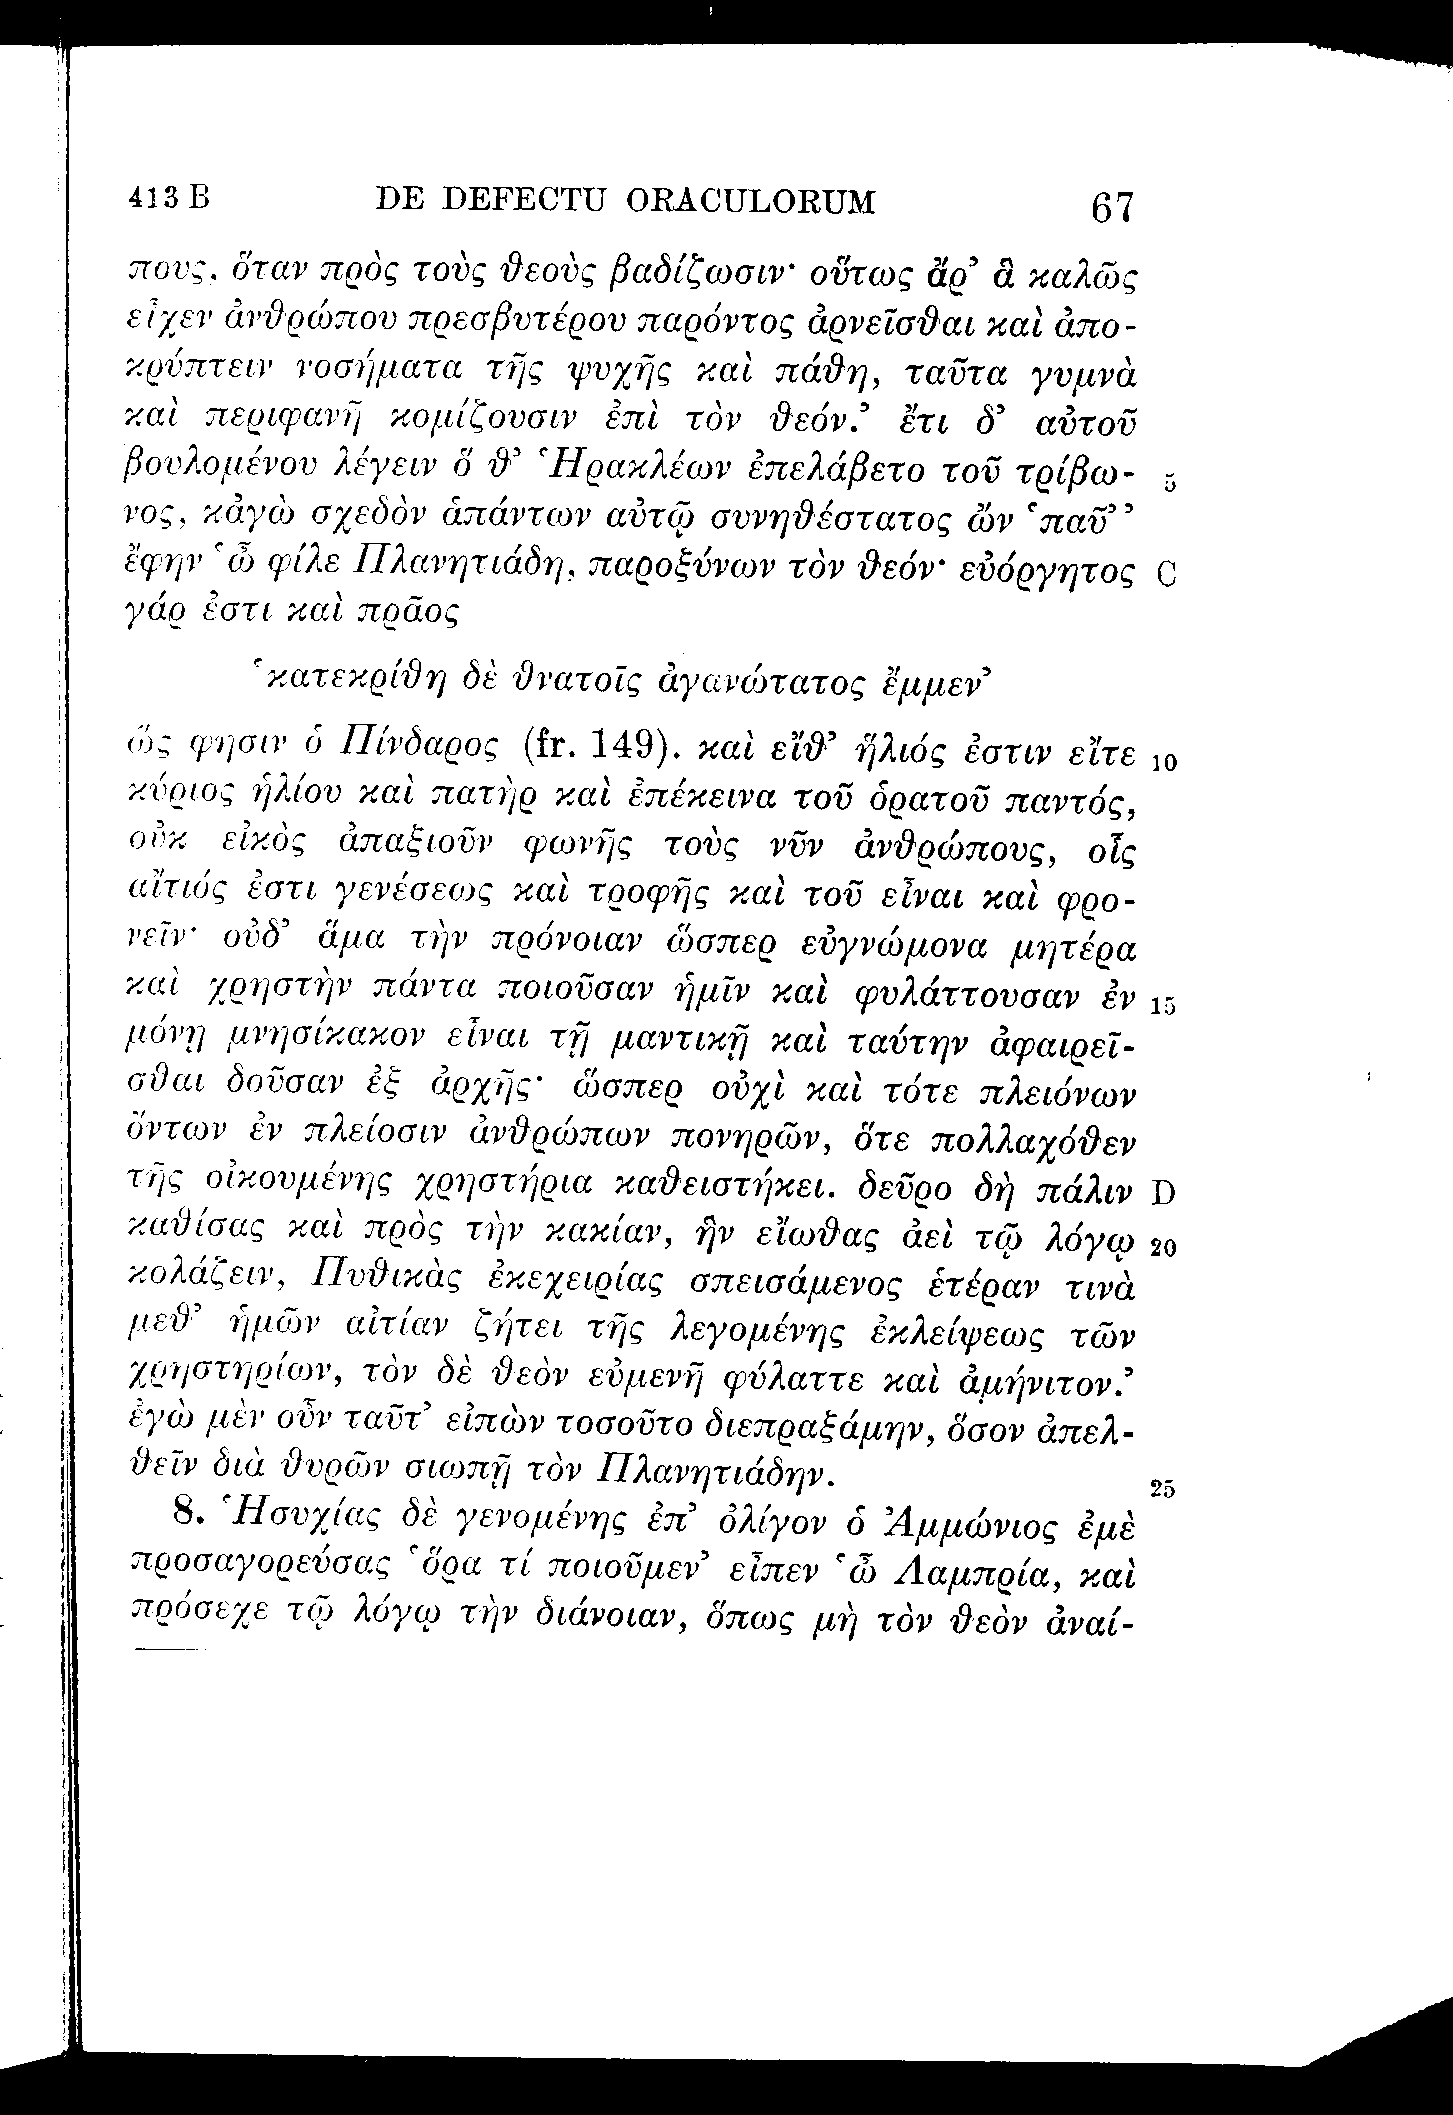 413 B DE DEFECTU ORACULORUM 67
πους, ὅταν πρὸς τοὺς θεοὺς βαδίζωσιν· οὕτως ἄρ’ ἃ καλῶς
εἶχεν ἀνθρώπου πρεσβυτέρου παρόντος ἀρνεῖσθαι καὶ ἀπο-
κρύπτειν νοσήματα τῆς ψυχῆς καὶ πάθη, ταῦτα γυμνὰ
καὶ περιφανῆ κομίζουσιν ἐπὶ τὸν θεόν.’ ἔτι δ’ αὐτοῦ
βουλομένου λέγειν ὅ θ’ Ἡρακλέων ἐπελάβετο τοῦ τρίβω- 5
νος, κἀγὼ σχεδὸν ἁπάντων αὐτῷ συνηθέστατος ὢν ‘παῦ’ ’
ἔφην ‘ὦ φίλε Πλανητιάδη, παροξύνων τὸν θεόν· εὐόργητος C
γάρ ἐστι καὶ πρᾶος
‘κατεκρίθη δὲ θνατοῖς ἀγανώτατος ἔμμεν’
ὥς φησιν ὁ Πίνδαρος (fr. 149). καὶ εἴθ’ ἥλιός ἐστιν εἴτε 10
κύριος ἡλίου καὶ πατὴρ καὶ ἐπέκεινα τοῦ ὁρατοῦ παντός,
οὐκ εἰκὸς ἀπαξιοῦν φωνῆς τοὺς νῦν ἀνθρώπους, οἷς
αἴτιός ἐστι γενέσεως καὶ τροφῆς καὶ τοῦ εἶναι καὶ φρο-
νεῖν· οὐδ’ ἅμα τὴν πρόνοιαν ὥσπερ εὐγνώμονα μητέρα
καὶ χρηστὴν πάντα ποιοῦσαν ἡμῖν καὶ φυλάττουσαν ἐν 15
μόνῃ μνησίκακον εἶναι τῇ μαντικῇ καὶ ταύτην ἀφαιρεῖ-
σθαι δοῦσαν ἐξ ἀρχῆς· ὥσπερ οὐχὶ καὶ τότε πλειόνων
ὄντων ἐν πλείοσιν ἀνθρώπων πονηρῶν, ὅτε πολλαχόθεν
τῆς οἰκουμένης χρηστήρια καθειστήκει. δεῦρο δὴ πάλιν D
καθίσας καὶ πρὸς τὴν κακίαν, ἣν εἴωθας ἀεὶ τῷ λόγῳ 20
κολάζειν, Πυθικὰς ἐκεχειρίας σπεισάμενος ἑτέραν τινὰ
μεθ’ ἡμῶν αἰτίαν ζήτει τῆς λεγομένης ἐκλείψεως τῶν
χρηστηρίων, τὸν δὲ θεὸν εὐμενῆ φύλαττε καὶ ἀμήνιτον.’
ἐγὼ μὲν οὖν ταῦτ’ εἰπὼν τοσοῦτο διεπραξάμην, ὅσον ἀπελ-
θεῖν διὰ θυρῶν σιωπῇ τὸν Πλανητιάδην. 25
8. Ἡσυχίας δὲ γενομένης ἐπ’ ὀλίγον ὁ Ἀμμώνιος ἐμὲ
προσαγορεύσας ‘ὅρα τί ποιοῦμεν’ εἶπεν ‘ὦ Λαμπρία, καὶ
πρόσεχε τῷ λόγῳ τὴν διάνοιαν, ὅπως μὴ τὸν θεὸν ἀναί-